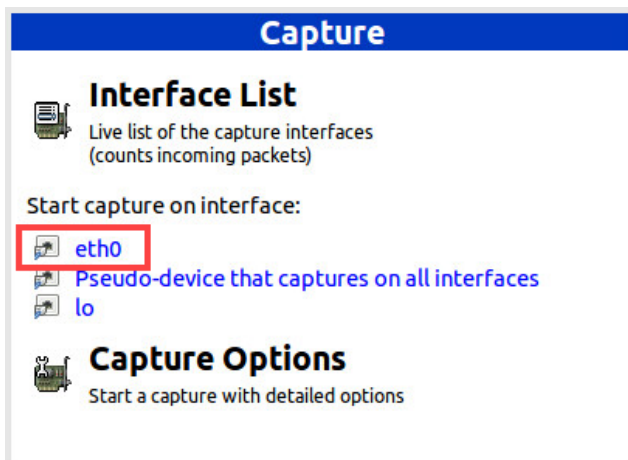 Capture
Interface List
Live list of the capture interfaces
(counts incoming packets)
Start capture on interface:
eth0
Pseudo-device that captures on all interfaces
lo
Capture Options
Start a capture with detailed options